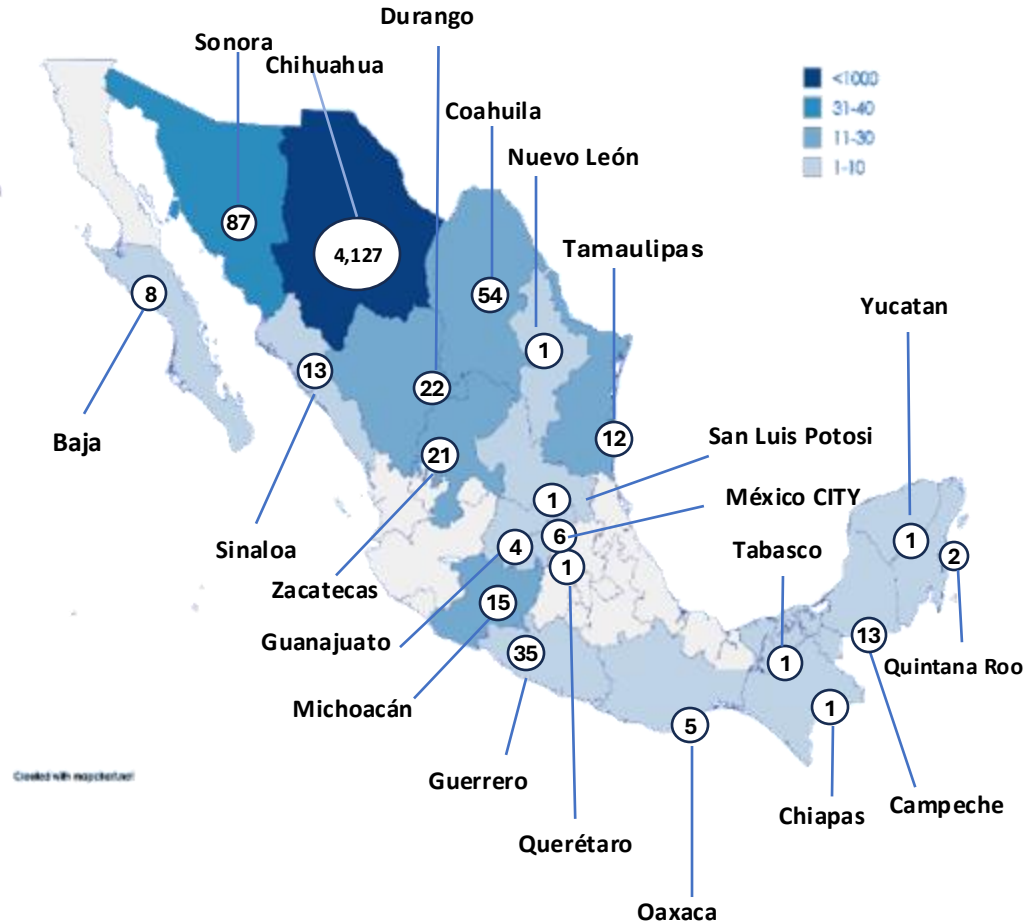 Durango
Sonora
Chihuahua
<1000
31-40
11-30
1-10
Coahuila
Nuevo León
87
Tamaulipas
4,127
8
54
Yucatan
1
13
22
12
Baja
21
San Luis Potosi
1
México CITY
6
4
1
Tabasco
1
2
Sinaloa
Zacatecas
15
Guanajuato
35
13
1
Quintana Roo
Michoacán
1
5
Guerrero
Created with mapchart.net
Campeche
Chiapas
Querétaro
Oaxaca